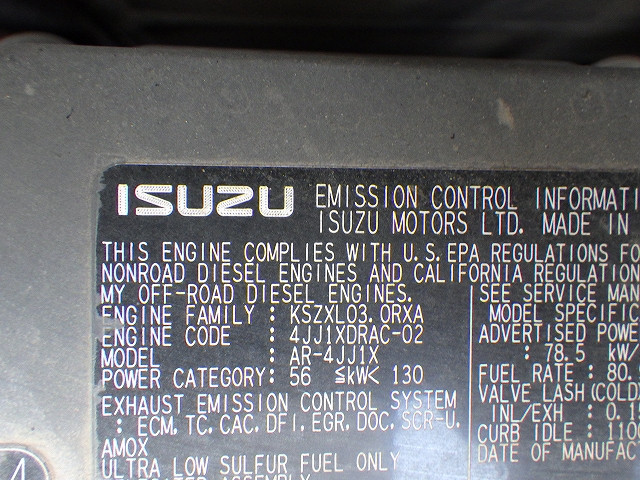 ISUZU EMISSION CONTROL INFORMATI
ISUZU MOTORS LTD. MADE IN
THIS ENGINE COMPLIES WITH U.S.EPA REGULATIONS FO
NONROAD DIESEL ENGINES AND CALIFORNIA REGULATION
MY OFF-ROAD DIESEL ENGINES.
ENGINE FAMILY : KSZXL03.0RXA
ENGINE CODE : 4JJ1XDRAC-02
MODEL : AR-4JJ1X
POWER CATEGORY: 56 ≦kW< 130
EXHAUST EMISSION CONTROL SYSTEM
: ECM, TC, CAC, DFI, EGR, DOC, SCR-U,
AMOX
ULTRA LOW SULFUR FUEL ONLY
ASSEMBLY
SEE SERVICE MAN
MODEL SPECIFIC
ADVERTISED POWE
: 78.5 kW/
FUEL RATE : 80.
VALVE LASH(COLD
IN/EXH : 0.1
CURB IDLE : 110
DATE OF MANUFAC
4